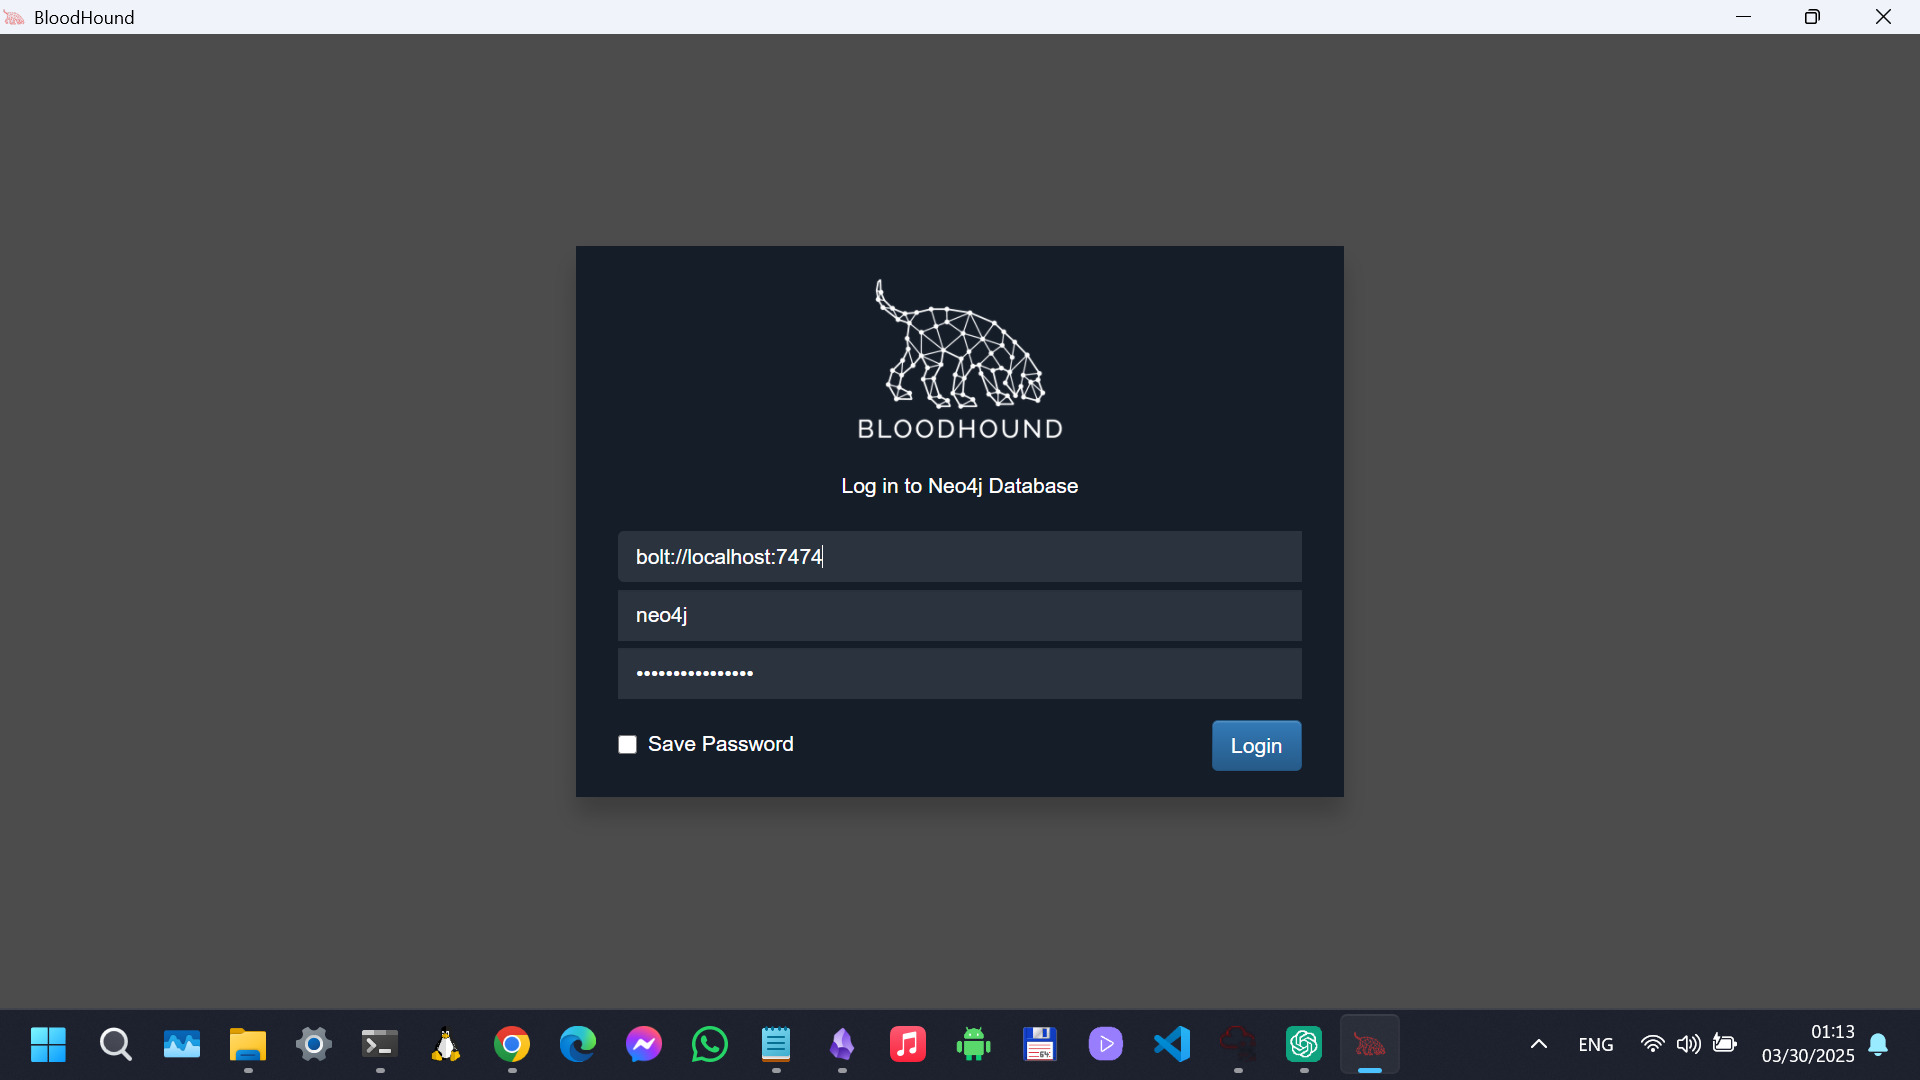 BloodHound
BLOODHOUND
Log in to Neo4j Database
bolt://localhost:7474
neo4j
••••••••••••••••
Save Password
Login
64
ENG
01:13
03/30/2025